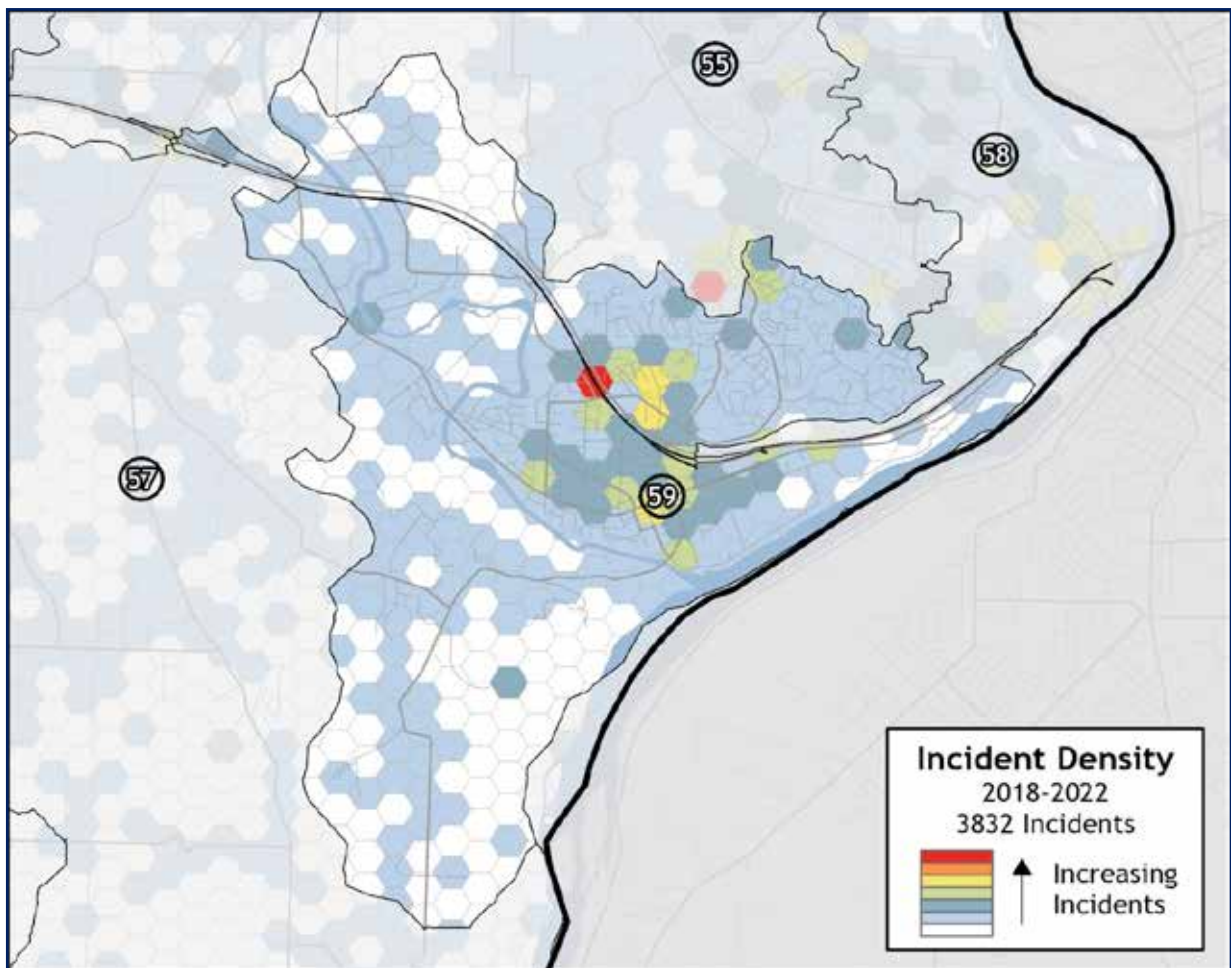 55
58
57
59
Incident Density
2018-2022
3832 Incidents
Increasing
Incidents